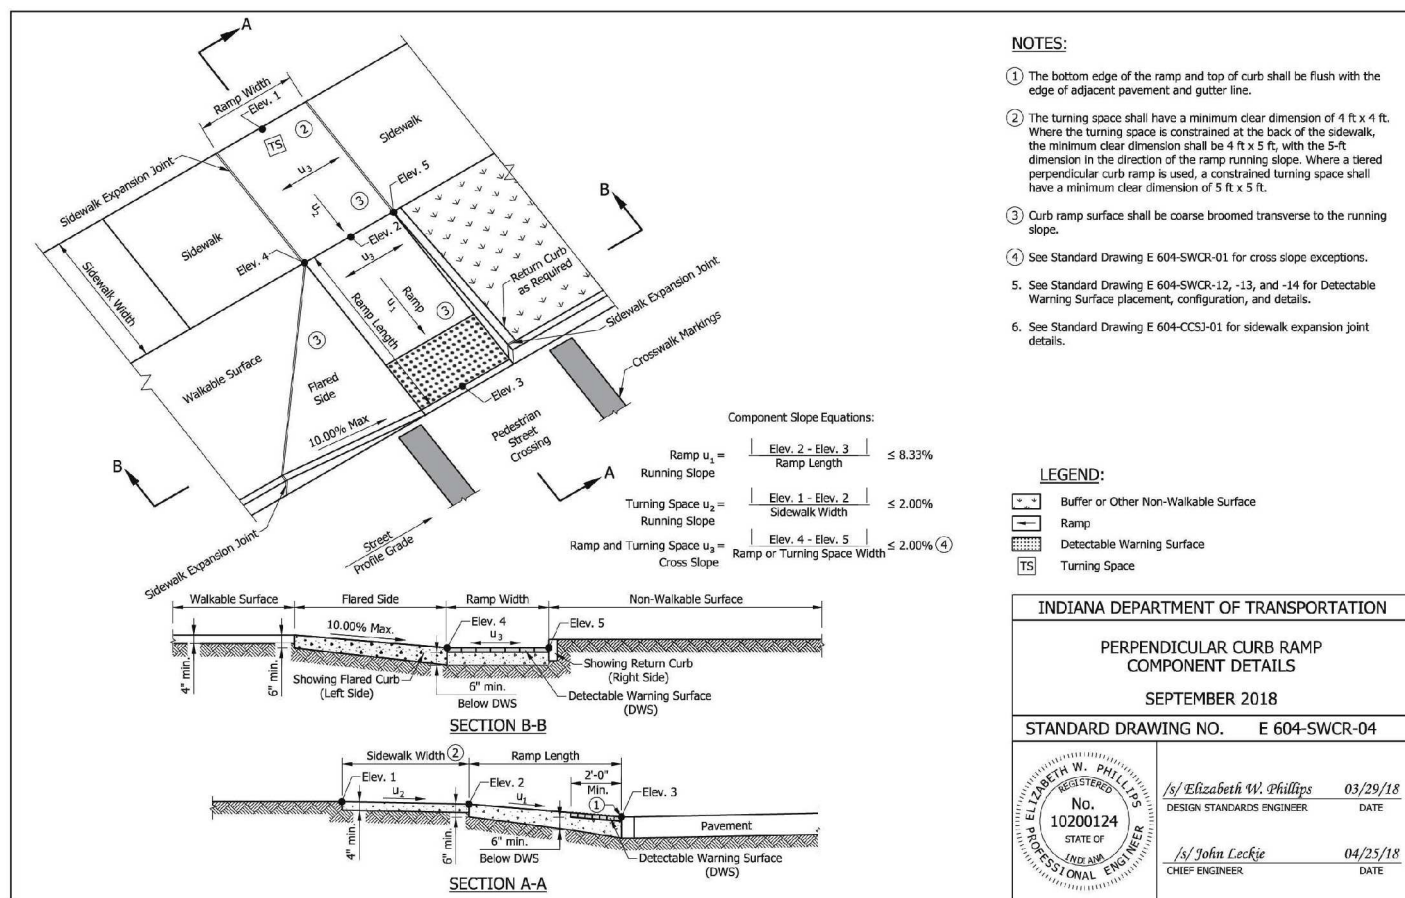 A
Ramp Width
Elev. 1
TS
2
Sidewalk
Sidewalk Expansion Joint
u3
u2
3
Elev. 5
B
Sidewalk
Elev. 4
Elev. 2
u3
Return Curb
as Required
Sidewalk Width
u1
Ramp
Ramp Length
3
Sidewalk Expansion Joint
Crosswalk Markings
3
Walkable Surface
Flared
Side
Elev. 3
10.00% Max
Pedestrian
Street
Crossing
B
A
Sidewalk Expansion Joint
Street
Profile Grade
Component Slope Equations:
Ramp u1 = | Elev. 2 - Elev. 3 | ≤ 8.33%
Running Slope Ramp Length
Turning Space u2 = | Elev. 1 - Elev. 2 | ≤ 2.00%
Running Slope Sidewalk Width
Ramp and Turning Space u3 = | Elev. 4 - Elev. 5 | ≤ 2.00% 4
Cross Slope Ramp or Turning Space Width
Walkable Surface Flared Side Ramp Width Non-Walkable Surface
10.00% Max.
Elev. 4
u3
Elev. 5
4" min.
6" min.
Showing Flared Curb
(Left Side)
6" min.
Below DWS
Showing Return Curb
(Right Side)
Detectable Warning Surface
(DWS)
SECTION B-B
Sidewalk Width 2 Ramp Length
Elev. 1
u2
Elev. 2
u1
2'-0"
Min.
1
Elev. 3
4" min.
6" min.
6" min.
Below DWS
Pavement
Detectable Warning Surface
(DWS)
SECTION A-A
NOTES:
1 The bottom edge of the ramp and top of curb shall be flush with the
edge of adjacent pavement and gutter line.
2 The turning space shall have a minimum clear dimension of 4 ft x 4 ft.
Where the turning space is constrained at the back of the sidewalk,
the minimum clear dimension shall be 4 ft x 5 ft, with the 5-ft
dimension in the direction of the ramp running slope. Where a tiered
perpendicular curb ramp is used, a constrained turning space shall
have a minimum clear dimension of 5 ft x 5 ft.
3 Curb ramp surface shall be coarse broomed transverse to the running
slope.
4 See Standard Drawing E 604-SWCR-01 for cross slope exceptions.
5. See Standard Drawing E 604-SWCR-12, -13, and -14 for Detectable
Warning Surface placement, configuration, and details.
6. See Standard Drawing E 604-CCSJ-01 for sidewalk expansion joint
details.
LEGEND:
Buffer or Other Non-Walkable Surface
Ramp
Detectable Warning Surface
TS Turning Space
INDIANA DEPARTMENT OF TRANSPORTATION
PERPENDICULAR CURB RAMP
COMPONENT DETAILS
SEPTEMBER 2018
STANDARD DRAWING NO. E 604-SWCR-04
ELIZABETH W. PHILLIPS
REGISTERED
No.
10200124
STATE OF
INDIANA
PROFESSIONAL ENGINEER
/s/ Elizabeth W. Phillips 03/29/18
DESIGN STANDARDS ENGINEER DATE
/s/ John Leckie 04/25/18
CHIEF ENGINEER DATE